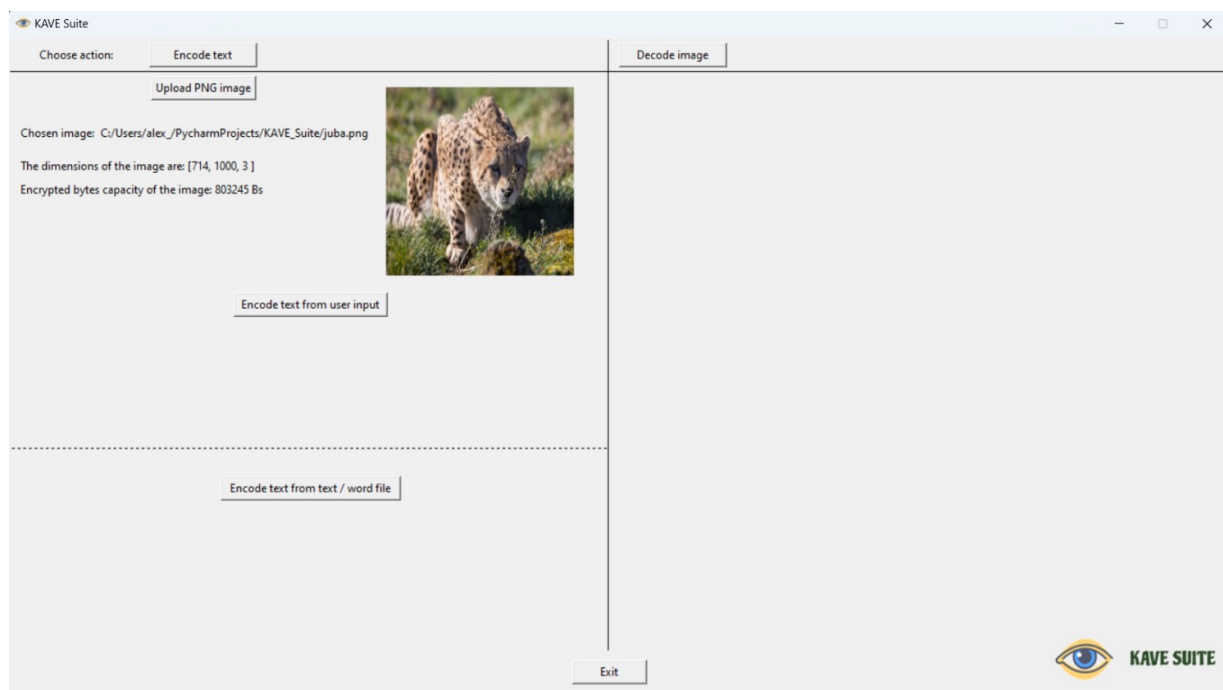 KAVE Suite
Choose action:
Encode text
Decode image
Upload PNG image
Chosen image: C:/Users/alex_/PycharmProjects/KAVE_Suite/juba.png
The dimensions of the image are: [714, 1000, 3 ]
Encrypted bytes capacity of the image: 803245 Bs
Encode text from user input
Encode text from text / word file
KAVE SUITE
Exit